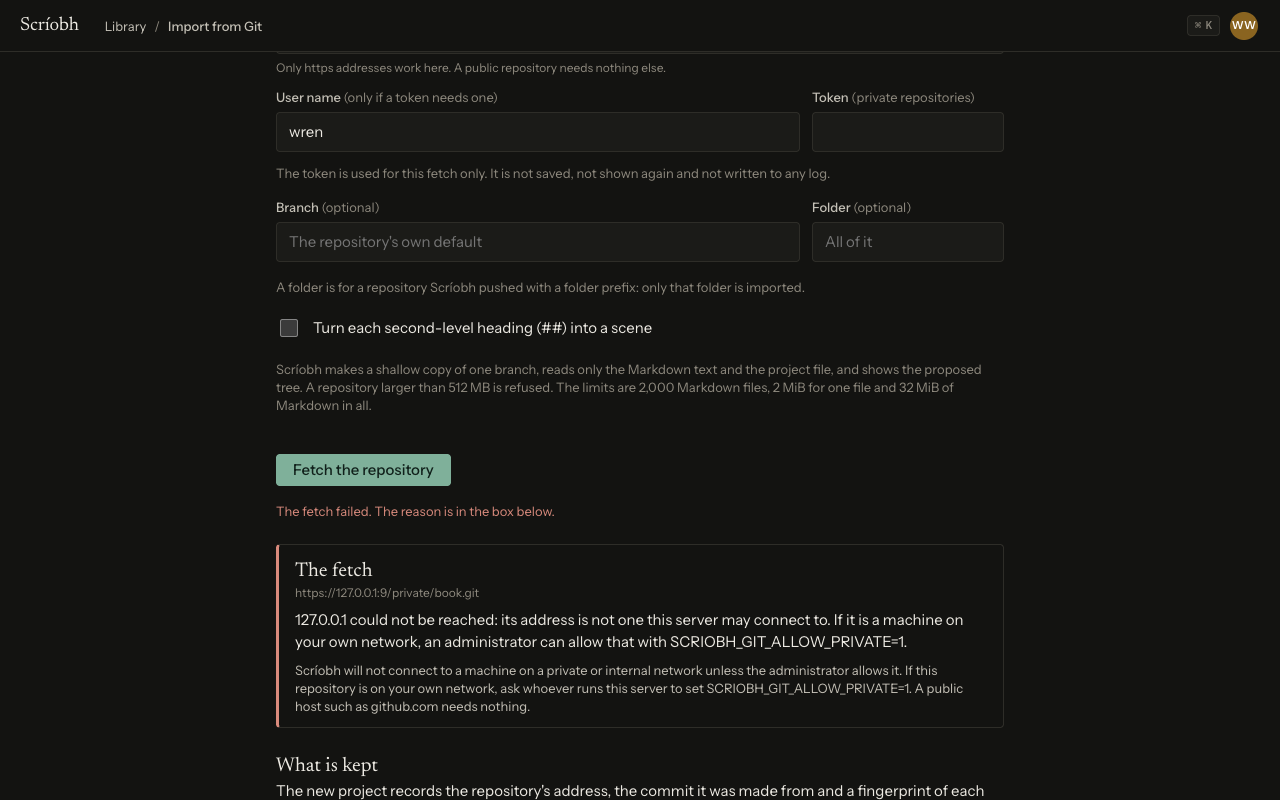 Scríobh
Library / Import from Git
⌘ K
WW
Only https addresses work here. A public repository needs nothing else.
User name (only if a token needs one)
Token (private repositories)
wren
The token is used for this fetch only. It is not saved, not shown again and not written to any log.
Branch (optional)
Folder (optional)
The repository's own default
All of it
A folder is for a repository Scríobh pushed with a folder prefix: only that folder is imported.
Turn each second-level heading (##) into a scene
Scríobh makes a shallow copy of one branch, reads only the Markdown text and the project file, and shows the proposed
tree. A repository larger than 512 MB is refused. The limits are 2,000 Markdown files, 2 MiB for one file and 32 MiB of
Markdown in all.
Fetch the repository
The fetch failed. The reason is in the box below.
The fetch
https://127.0.0.1:9/private/book.git
127.0.0.1 could not be reached: its address is not one this server may connect to. If it is a machine on
your own network, an administrator can allow that with SCRIOBH_GIT_ALLOW_PRIVATE=1.
Scríobh will not connect to a machine on a private or internal network unless the administrator allows it. If this
repository is on your own network, ask whoever runs this server to set SCRIOBH_GIT_ALLOW_PRIVATE=1. A public
host such as github.com needs nothing.
What is kept
The new project records the repository's address, the commit it was made from and a fingerprint of each